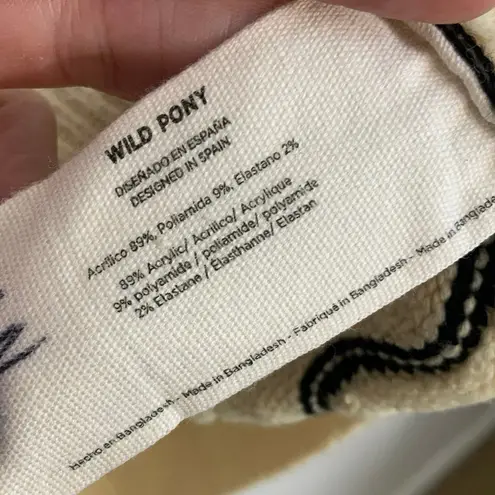 WILD PONY
DISEÑADO EN ESPAÑA
DESIGNED IN SPAIN
Acrílico 89%, Poliamida 9%, Elastano 2%
89% Acrylic/ Acrilico/ Acrylique
9% polyamide / poliamide/ polyamide
2% Elastane / Elasthanne/ Elastan
Hecho en Bangladesh - Made in Bangladesh - Fabriqué in Bangladesh - Made in Bangladesh